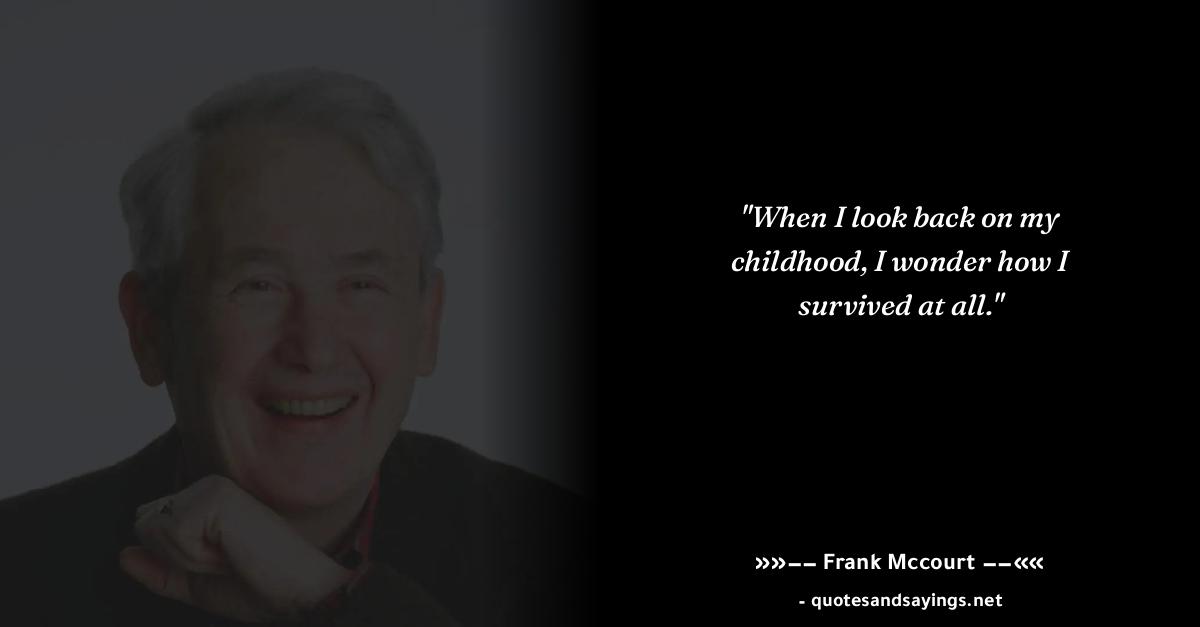 "When I look back on my
childhood, I wonder how I
survived at all."
»»−− Frank Mccourt −−««
- quotesandsayings.net